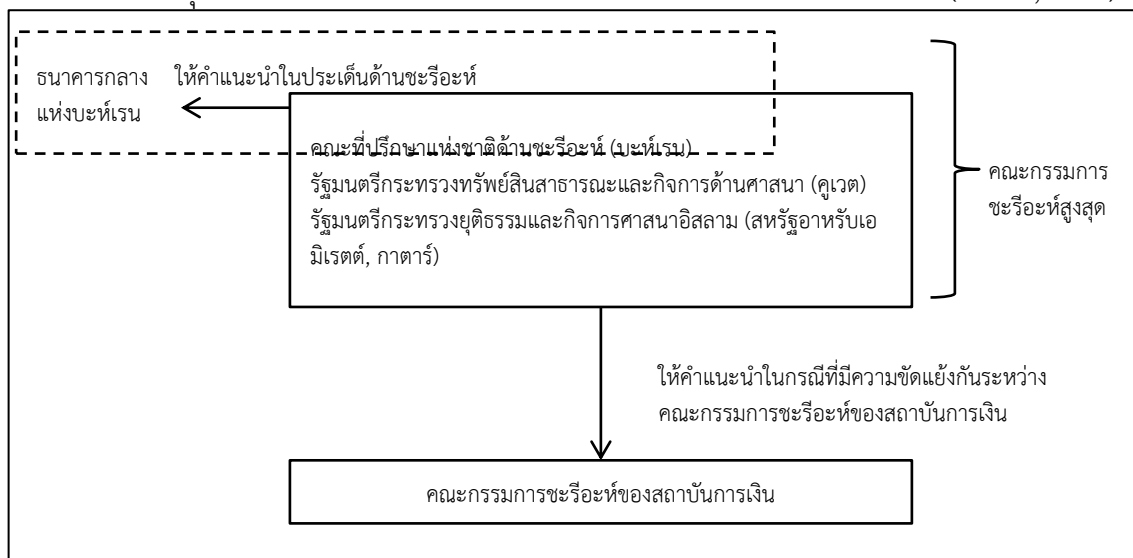 ธนาคารกลาง ให้คำแนะนำในประเด็นด้านชะรีอะห์
แห่งบะห์เรน
คณะที่ปรึกษาแห่งชาติด้านชะรีอะห์ (บะห์เรน)
รัฐมนตรีกระทรวงทรัพย์สินสาธารณะและกิจการด้านศาสนา (คูเวต)
รัฐมนตรีกระทรวงยุติธรรมและกิจการศาสนาอิสลาม (สหรัฐอาหรับเอ
มิเรตต์, กาตาร์)
คณะกรรมการ
ชะรีอะห์สูงสุด
ให้คำแนะนำในกรณีที่มีความขัดแย้งกันระหว่าง
คณะกรรมการชะรีอะห์ของสถาบันการเงิน
คณะกรรมการชะรีอะห์ของสถาบันการเงิน